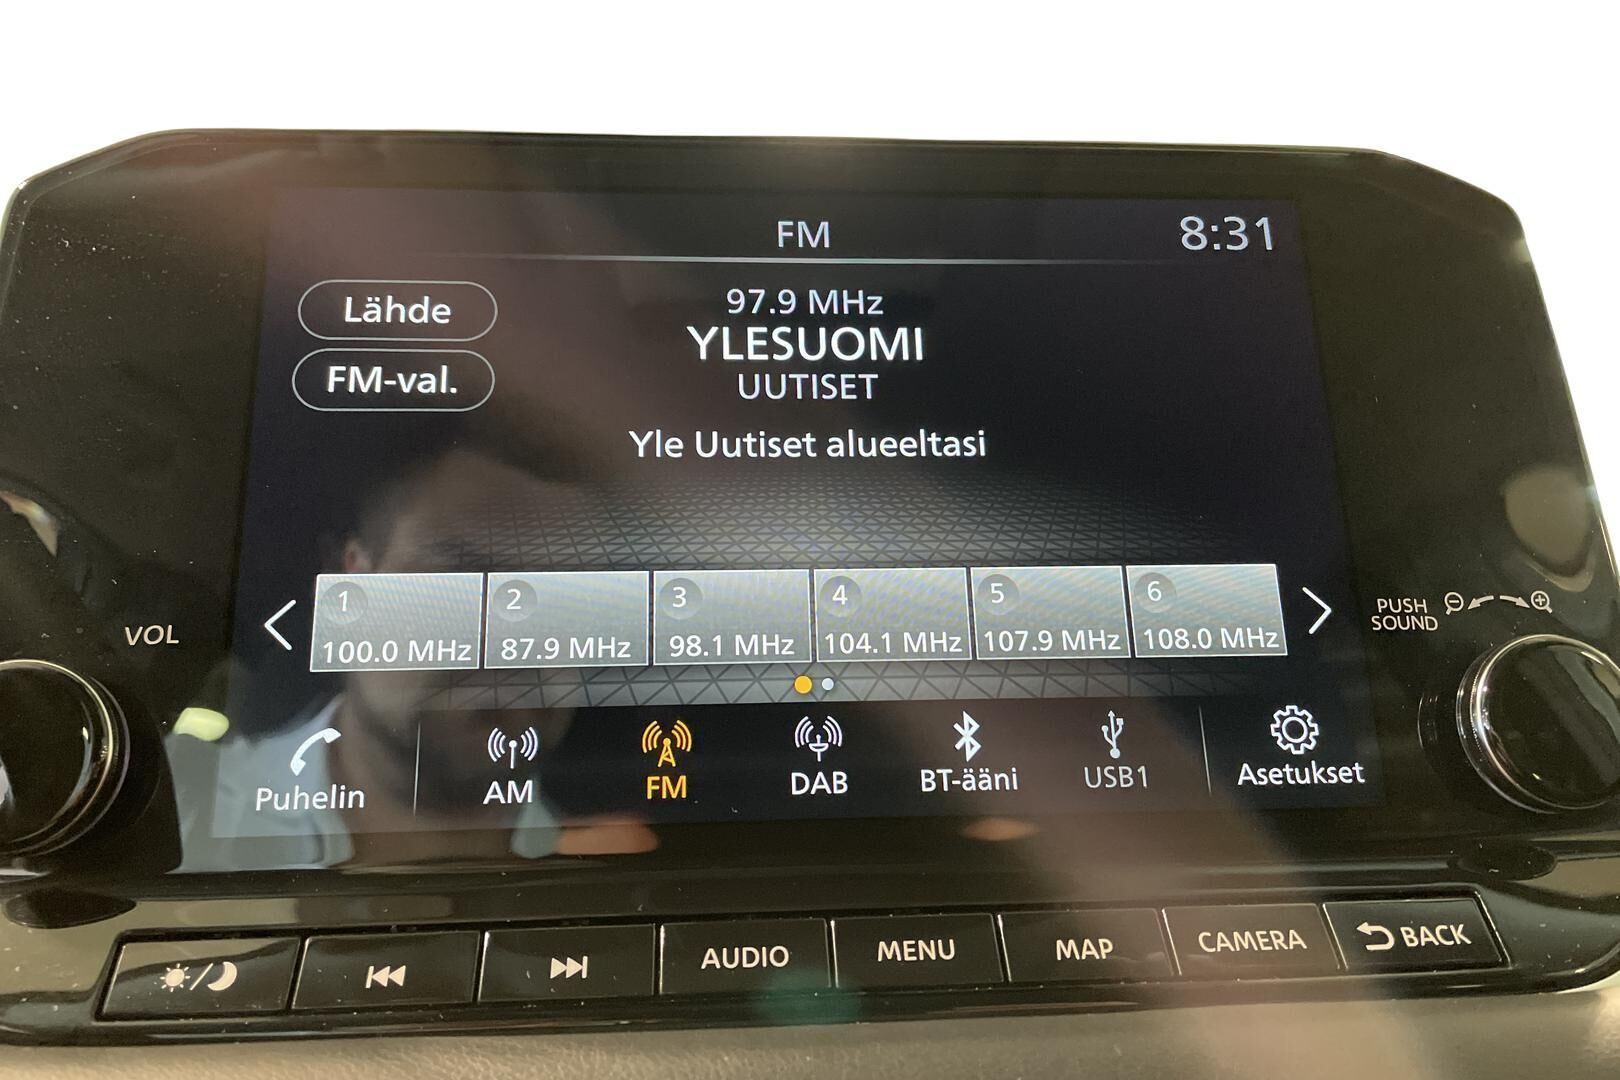 FM
8:31
Lähde
97.9 MHz
YLESUOMI
FM-val.
UUTISET
Yle Uutiset alueeltasi
1 2 3 4 5 6
100.0 MHz 87.9 MHz 98.1 MHz 104.1 MHz 107.9 MHz 108.0 MHz
VOL
PUSH
SOUND
Puhelin AM FM DAB BT-ääni USB1 Asetukset
AUDIO MENU MAP CAMERA BACK